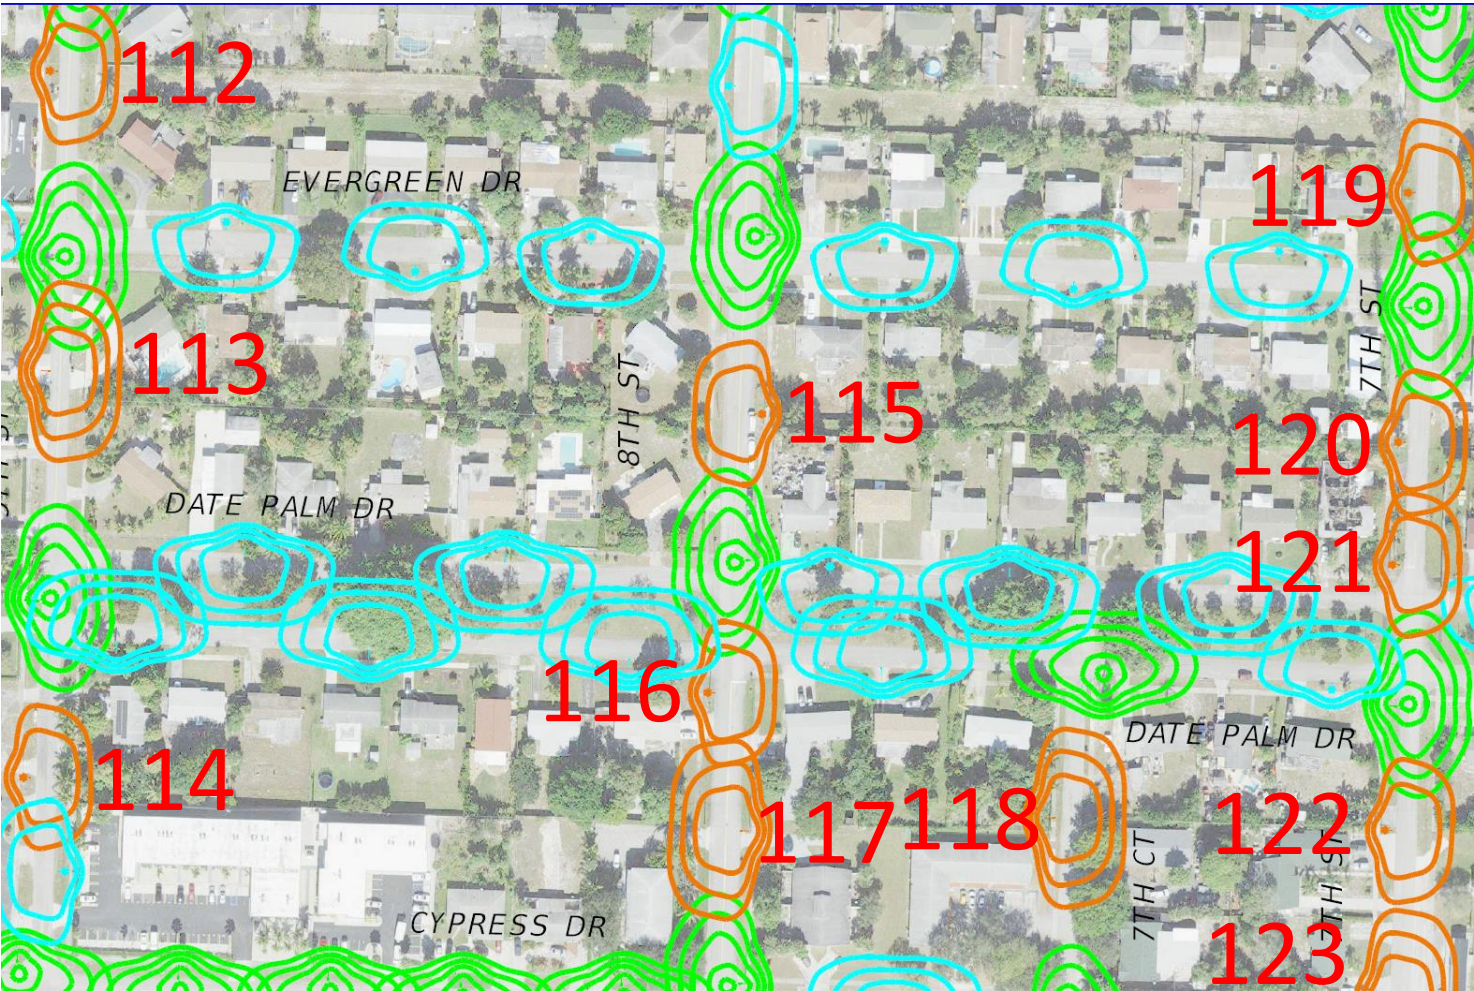 112
119
EVERGREEN DR
7TH ST
113
8TH ST
115
120
DATE PALM DR
121
116
DATE PALM DR
114
117
118
122
7TH CT
7TH ST
CYPRESS DR
123